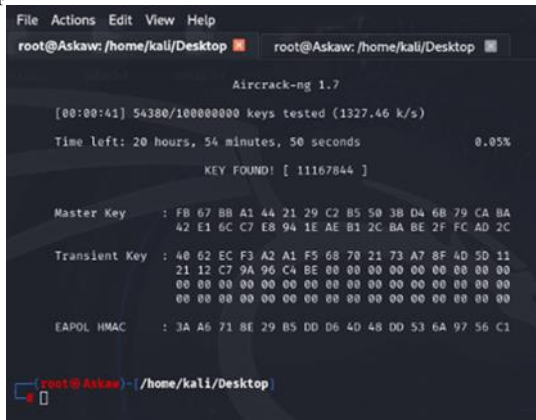 File Actions Edit View Help
root@Askaw: /home/kali/Desktop root@Askaw: /home/kali/Desktop
Aircrack-ng 1.7
[00:00:41] 54380/100000000 keys tested (1327.46 k/s)
Time left: 20 hours, 54 minutes, 50 seconds 0.05%
KEY FOUND! [ 11167844 ]
Master Key : FB 67 BB A1 44 21 29 C2 B5 50 3B D4 6B 79 CA BA
42 E1 6C C7 E8 94 1E AE B1 2C BA BE 2F FC AD 2C
Transient Key : 40 62 EC F3 A2 A1 F5 68 70 21 73 A7 8F 4D 5D 11
21 12 C7 9A 96 C4 BE 00 00 00 00 00 00 00 00 00
00 00 00 00 00 00 00 00 00 00 00 00 00 00 00 00
00 00 00 00 00 00 00 00 00 00 00 00 00 00 00 00
EAPOL HMAC : 3A A6 71 8E 29 B5 DD D6 4D 48 DD 53 6A 97 56 C1
(root㉿Askaw)-[/home/kali/Desktop]
#